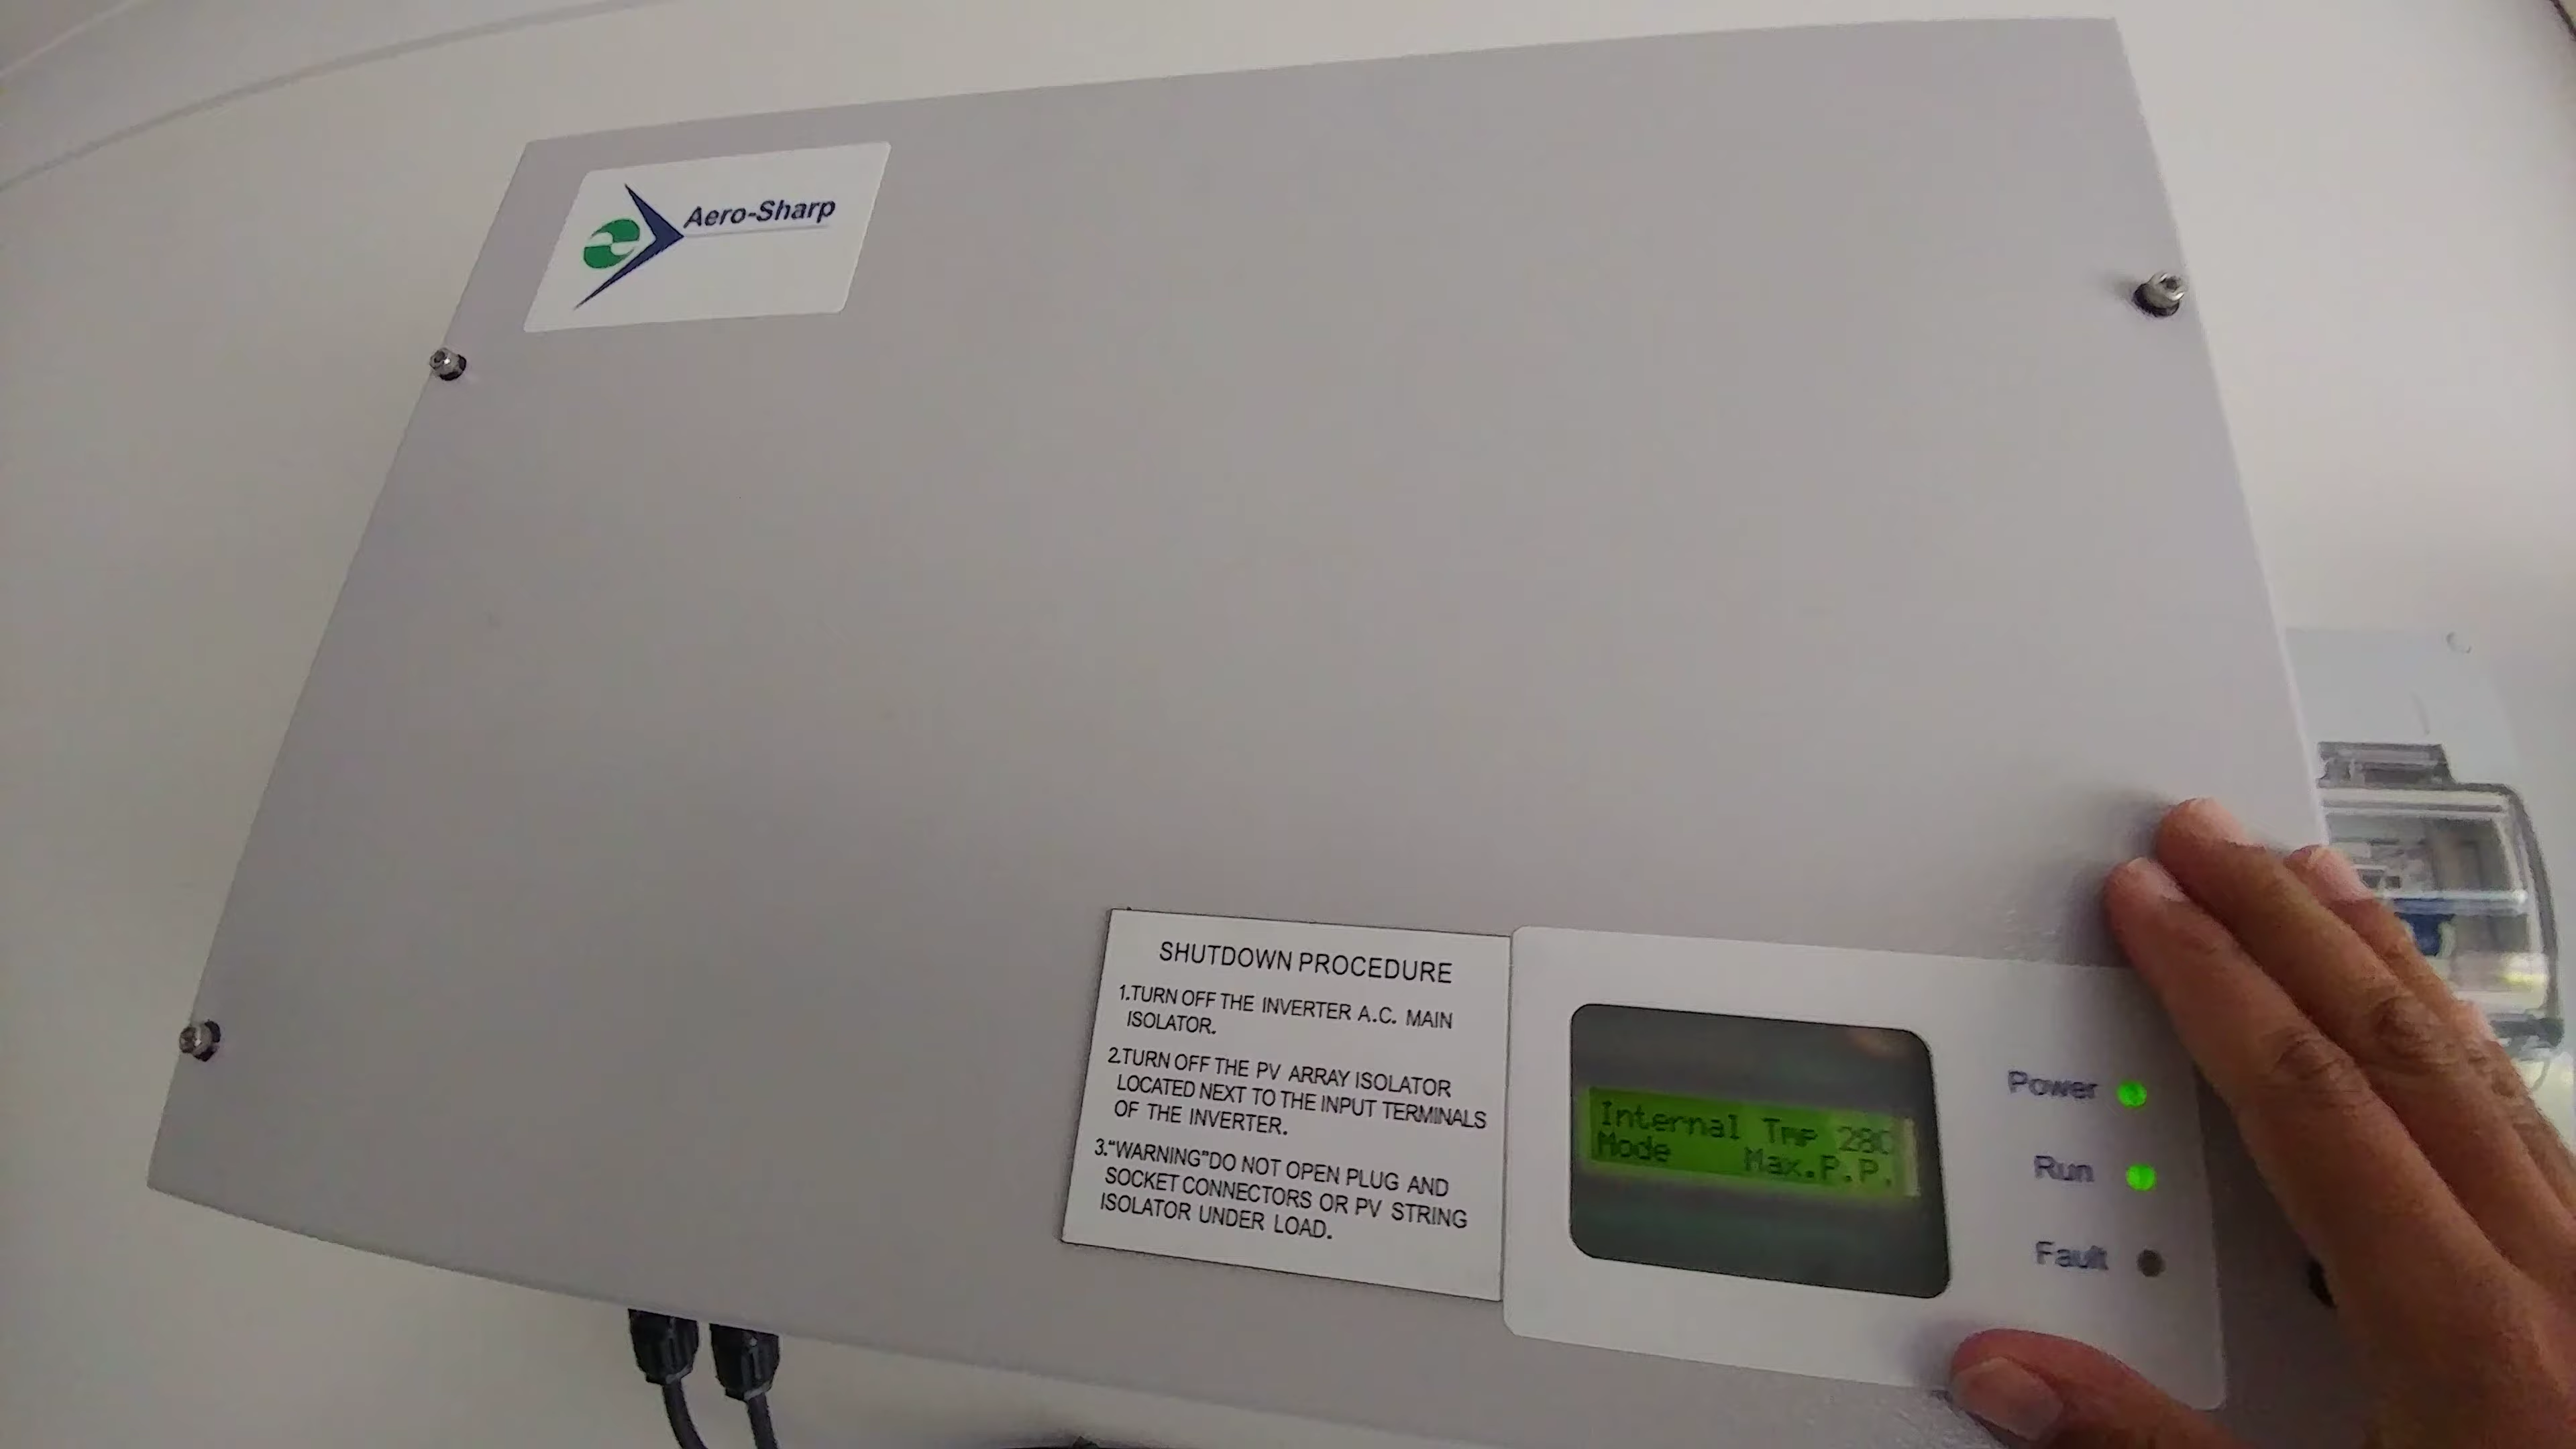 Aero-Sharp
SHUTDOWN PROCEDURE
1.TURN OFF THE INVERTER A.C. MAIN
ISOLATOR.
2.TURN OFF THE PV ARRAY ISOLATOR
LOCATED NEXT TO THE INPUT TERMINALS
OF THE INVERTER.
3."WARNING"DO NOT OPEN PLUG AND
SOCKET CONNECTORS OR PV STRING
ISOLATOR UNDER LOAD.
Internal Tmp 28C
Mode Max.P.P.
Power
Run
Fault